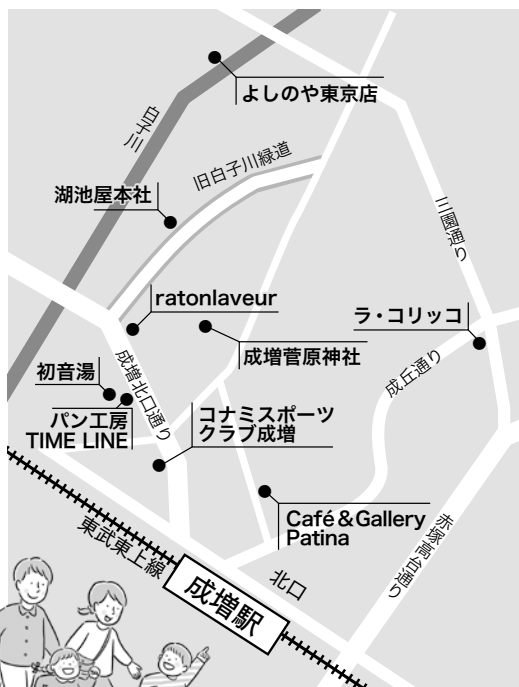 よしのや東京店
白子川
旧白子川緑道
湖池屋本社
三園通り
ratonlaveur
ラ・コリッコ
成増菅原神社
成丘通り
初音湯
成増北口通り
パン工房
TIME LINE
コナミスポーツ
クラブ成増
Café＆Gallery
Patina
赤塚高台通り
東武東上線
北口
成増駅